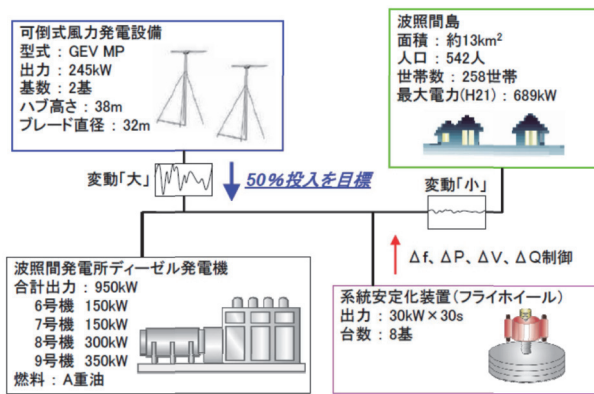 可倒式風力発電設備
型式：GEV MP
出力：245kW
基数：2基
ハブ高さ：38m
ブレード直径：32m
波照間島
面積：約13km²
人口：542人
世帯数：258世帯
最大電力(H21)：689kW
変動「大」
50％投入を目標
変動「小」
Δf、ΔP、ΔV、ΔQ制御
波照間発電所ディーゼル発電機
合計出力：950kW
6号機 150kW
7号機 150kW
8号機 300kW
9号機 350kW
燃料：A重油
系統安定化装置(フライホイール)
出力：30kW×30s
台数：8基